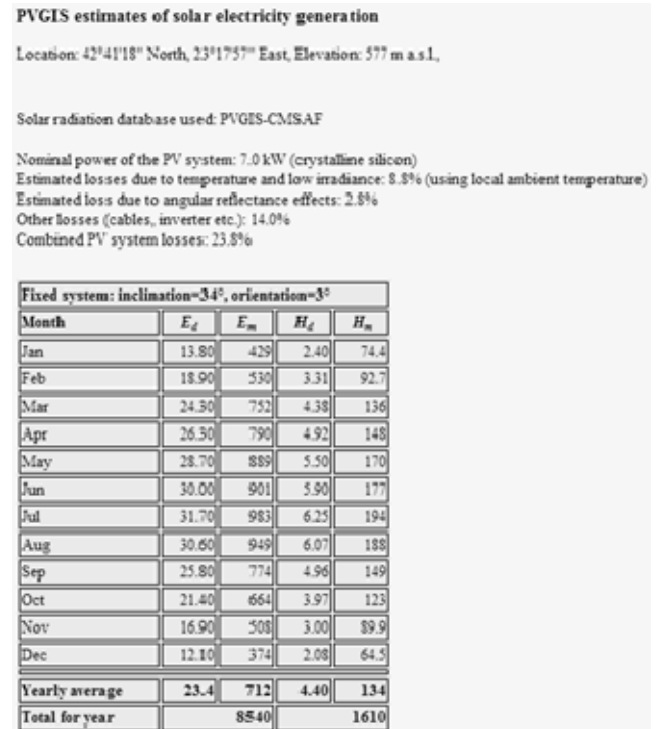 PVGIS estimates of solar electricity generation
Location: 42°41'18" North, 23°17'57" East, Elevation: 577 m a.s.l.,
Solar radiation database used: PVGIS-CMSAF
Nominal power of the PV system: 7.0 kW (crystalline silicon)
Estimated losses due to temperature and low irradiance: 8.8% (using local ambient temperature)
Estimated loss due to angular reflectance effects: 2.8%
Other losses (cables, inverter etc.): 14.0%
Combined PV system losses: 23.8%
Fixed system: inclination=34°, orientation=3°
Month Ed Em Hd Hm
Jan 13.80 429 2.40 74.4
Feb 18.90 530 3.31 92.7
Mar 24.30 752 4.38 136
Apr 26.30 790 4.92 148
May 28.70 889 5.50 170
Jun 30.00 901 5.90 177
Jul 31.70 983 6.25 194
Aug 30.60 949 6.07 188
Sep 25.80 774 4.96 149
Oct 21.40 664 3.97 123
Nov 16.90 508 3.00 89.9
Dec 12.10 374 2.08 64.5
Yearly average 23.4 712 4.40 134
Total for year 8540 1610